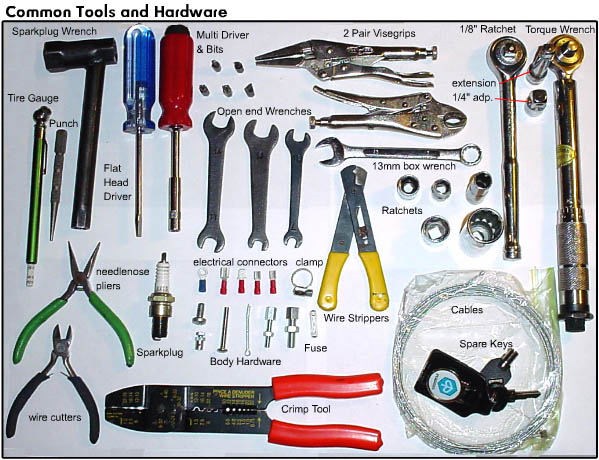 Common Tools and Hardware
Sparkplug Wrench
Multi Driver
& Bits
2 Pair Visegrips
1/8" Ratchet
Torque Wrench
extension
1/4" adp.
Tire Gauge
Punch
Open end Wrenches
Flat
Head
Driver
13mm box wrench
Ratchets
needlenose
pliers
electrical connectors
clamp
Wire Strippers
Cables
Sparkplug
Body Hardware
Fuse
Spare Keys
wire cutters
Crimp Tool
WIRE STRIPPER